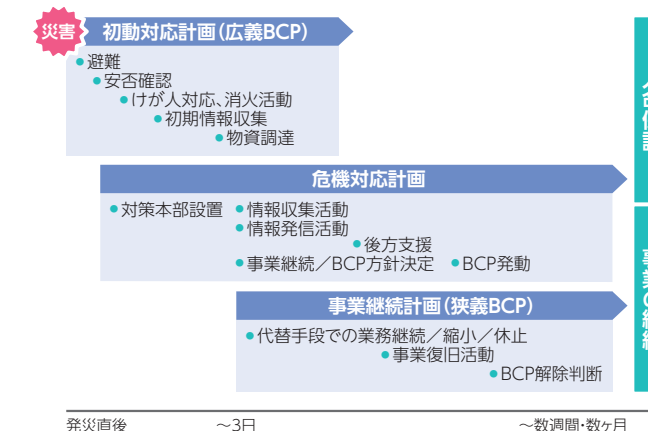 災害
初動対応計画（広義BCP）
●避難
●安否確認
●けが人対応、消火活動
●初期情報収集
●物資調達
危機対応計画
●対策本部設置 ●情報収集活動
●情報発信活動
●後方支援
●事業継続／BCP方針決定 ●BCP発動
事業継続計画（狭義BCP）
●代替手段での業務継続／縮小／休止
●事業復旧活動
●BCP解除判断
発災直後 ～3日 ～数週間・数ヶ月